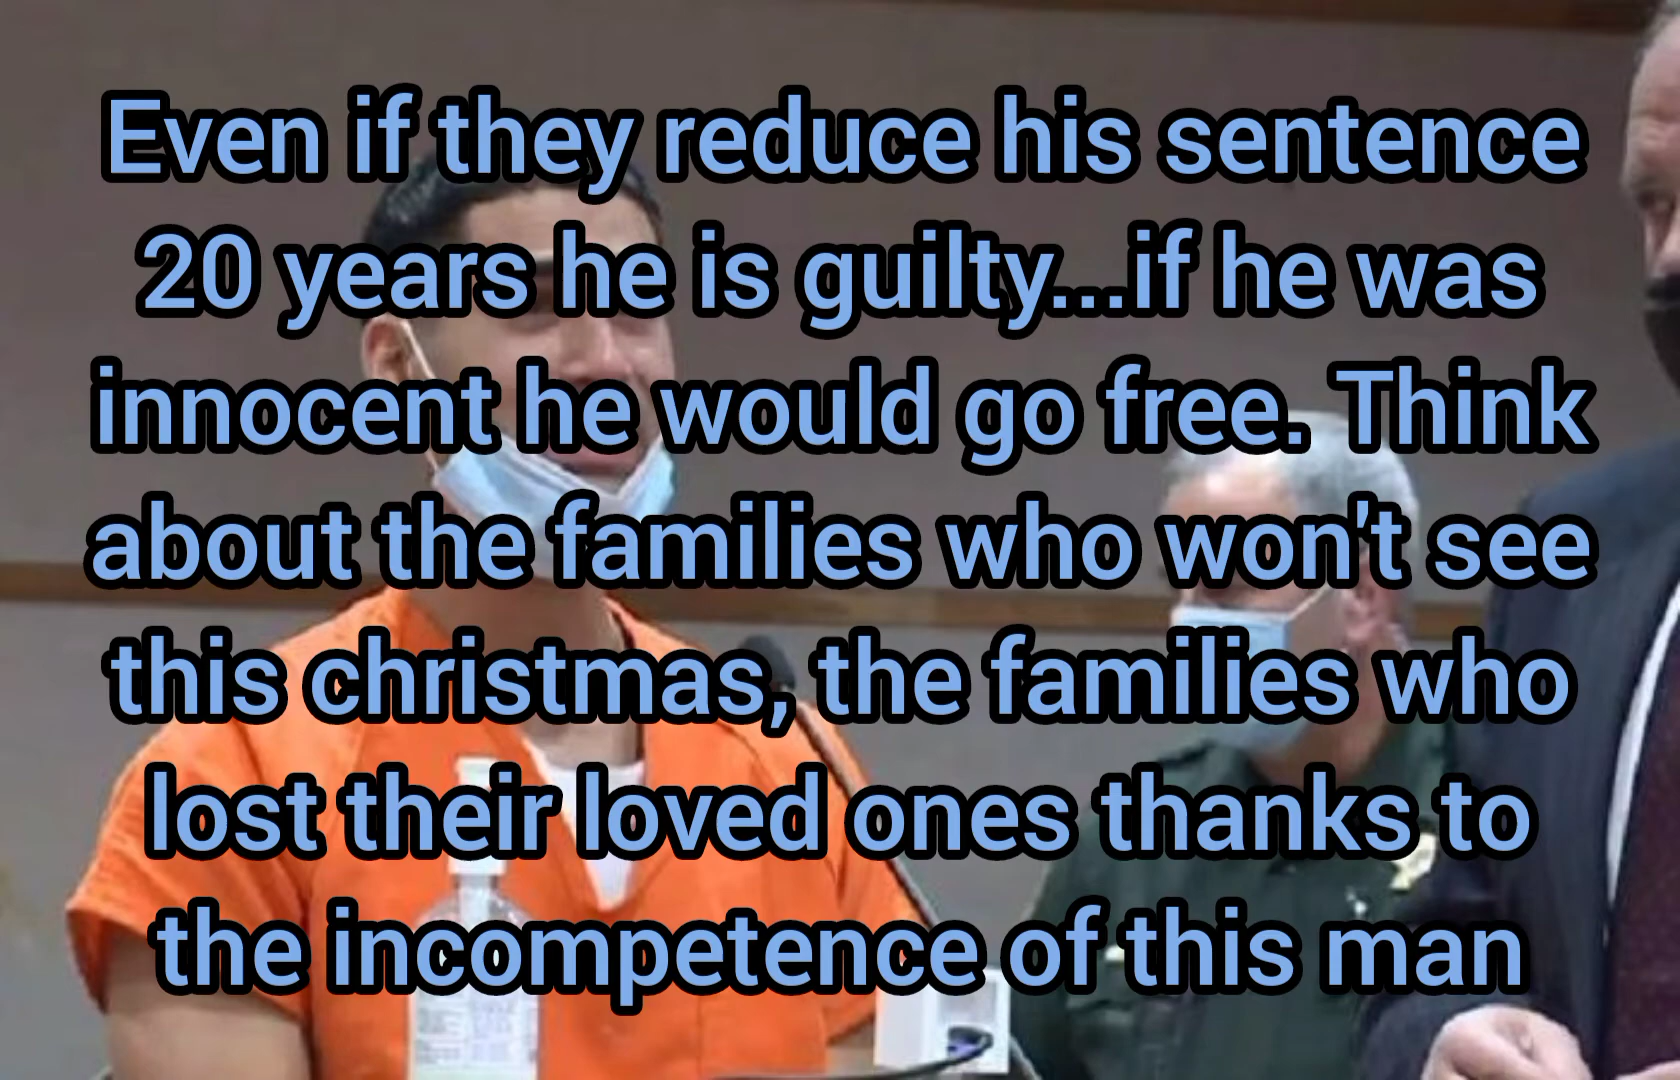 Even if they reduce his sentence
20 years he is guilty...if he was
innocent he would go free. Think
about the families who won't see
this christmas, the families who
lost their loved ones thanks to
the incompetence of this man